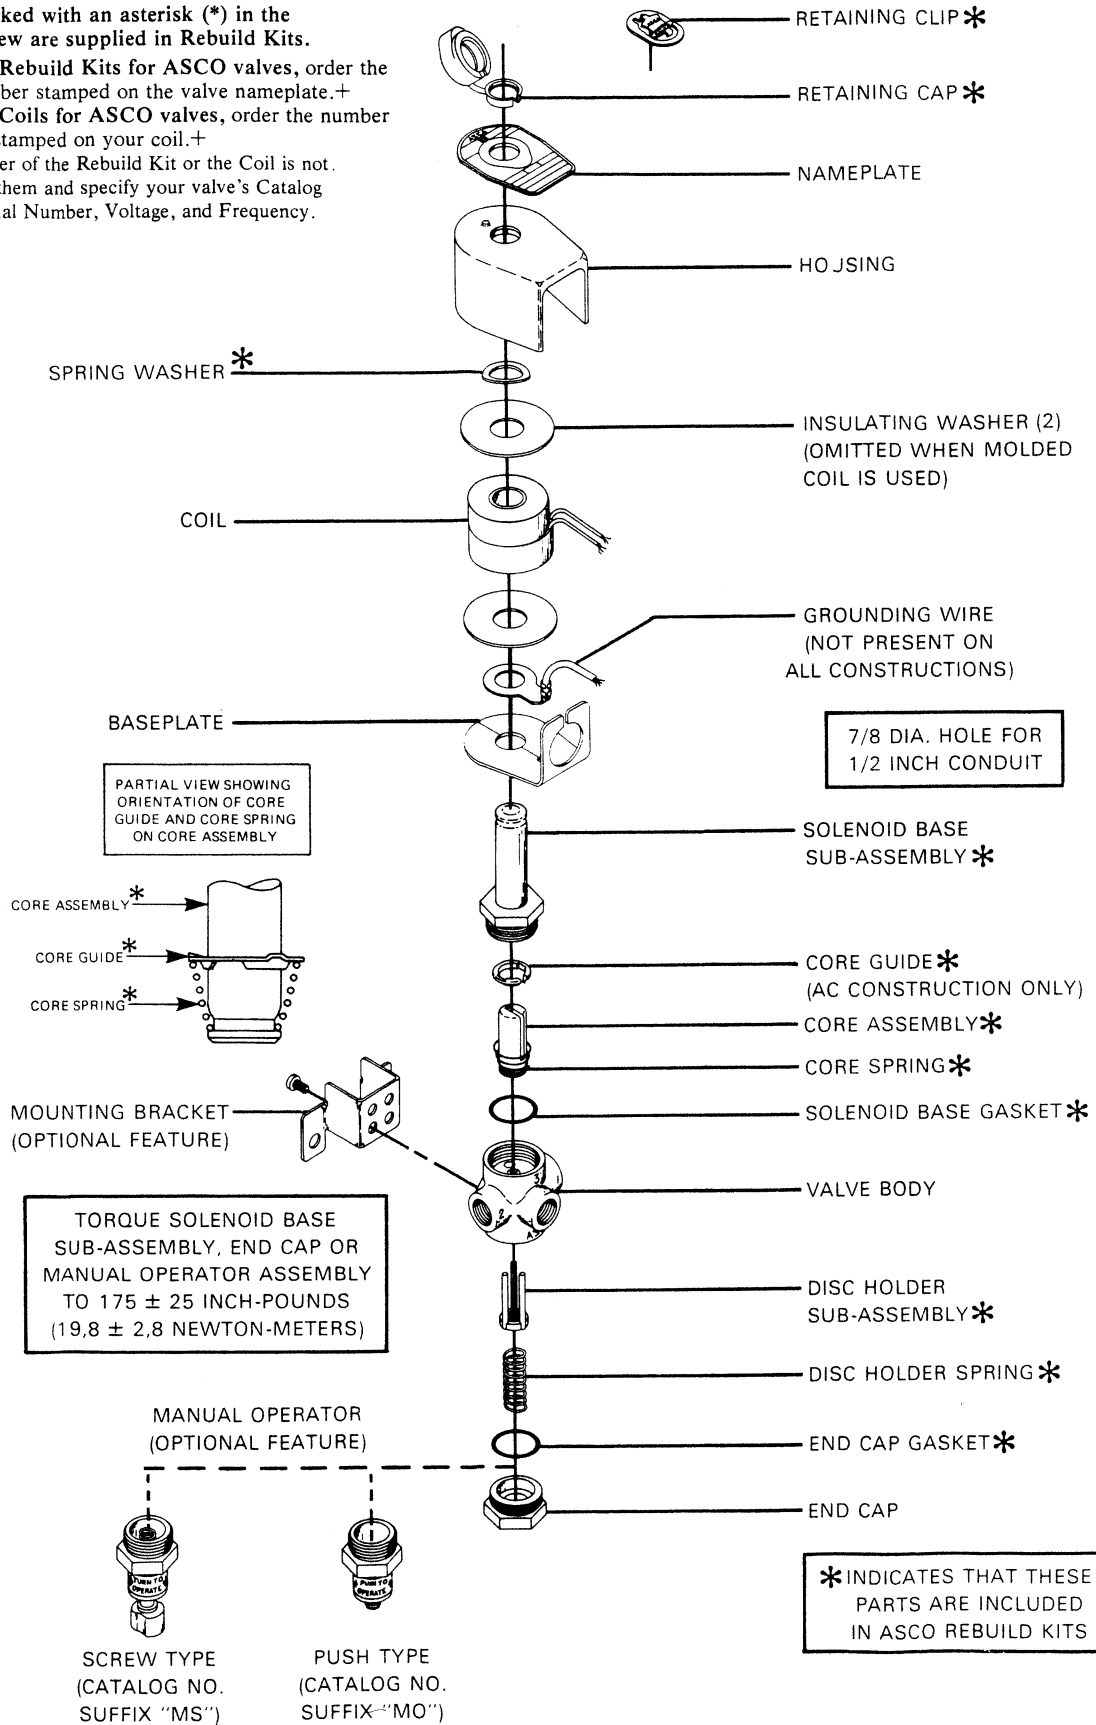 ked with an asterisk (*) in the
ew are supplied in Rebuild Kits.
Rebuild Kits for ASCO valves, order the
ber stamped on the valve nameplate.+
Coils for ASCO valves, order the number
stamped on your coil.+
er of the Rebuild Kit or the Coil is not.
them and specify your valve's Catalog
al Number, Voltage, and Frequency.
RETAINING CLIP*
RETAINING CAP*
NAMEPLATE
HOJSING
SPRING WASHER*
INSULATING WASHER (2)
(OMITTED WHEN MOLDED
COIL IS USED)
COIL
GROUNDING WIRE
(NOT PRESENT ON
ALL CONSTRUCTIONS)
BASEPLATE
7/8 DIA. HOLE FOR
1/2 INCH CONDUIT
PARTIAL VIEW SHOWING
ORIENTATION OF CORE
GUIDE AND CORE SPRING
ON CORE ASSEMBLY
SOLENOID BASE
SUB-ASSEMBLY*
CORE ASSEMBLY*
CORE GUIDE*
CORE SPRING*
CORE GUIDE*
(AC CONSTRUCTION ONLY)
CORE ASSEMBLY*
CORE SPRING*
MOUNTING BRACKET
(OPTIONAL FEATURE)
SOLENOID BASE GASKET*
3
2
VALVE BODY
TORQUE SOLENOID BASE
SUB-ASSEMBLY, END CAP OR
MANUAL OPERATOR ASSEMBLY
TO 175 ± 25 INCH-POUNDS
(19,8 ± 2,8 NEWTON-METERS)
DISC HOLDER
SUB-ASSEMBLY*
DISC HOLDER SPRING*
MANUAL OPERATOR
(OPTIONAL FEATURE)
END CAP GASKET*
END CAP
TURN TO
OPERATE
PUSH TO
OPERATE
*INDICATES THAT THESE
PARTS ARE INCLUDED
IN ASCO REBUILD KITS
SCREW TYPE
(CATALOG NO.
SUFFIX "MS")
PUSH TYPE
(CATALOG NO.
SUFFIX "MO")